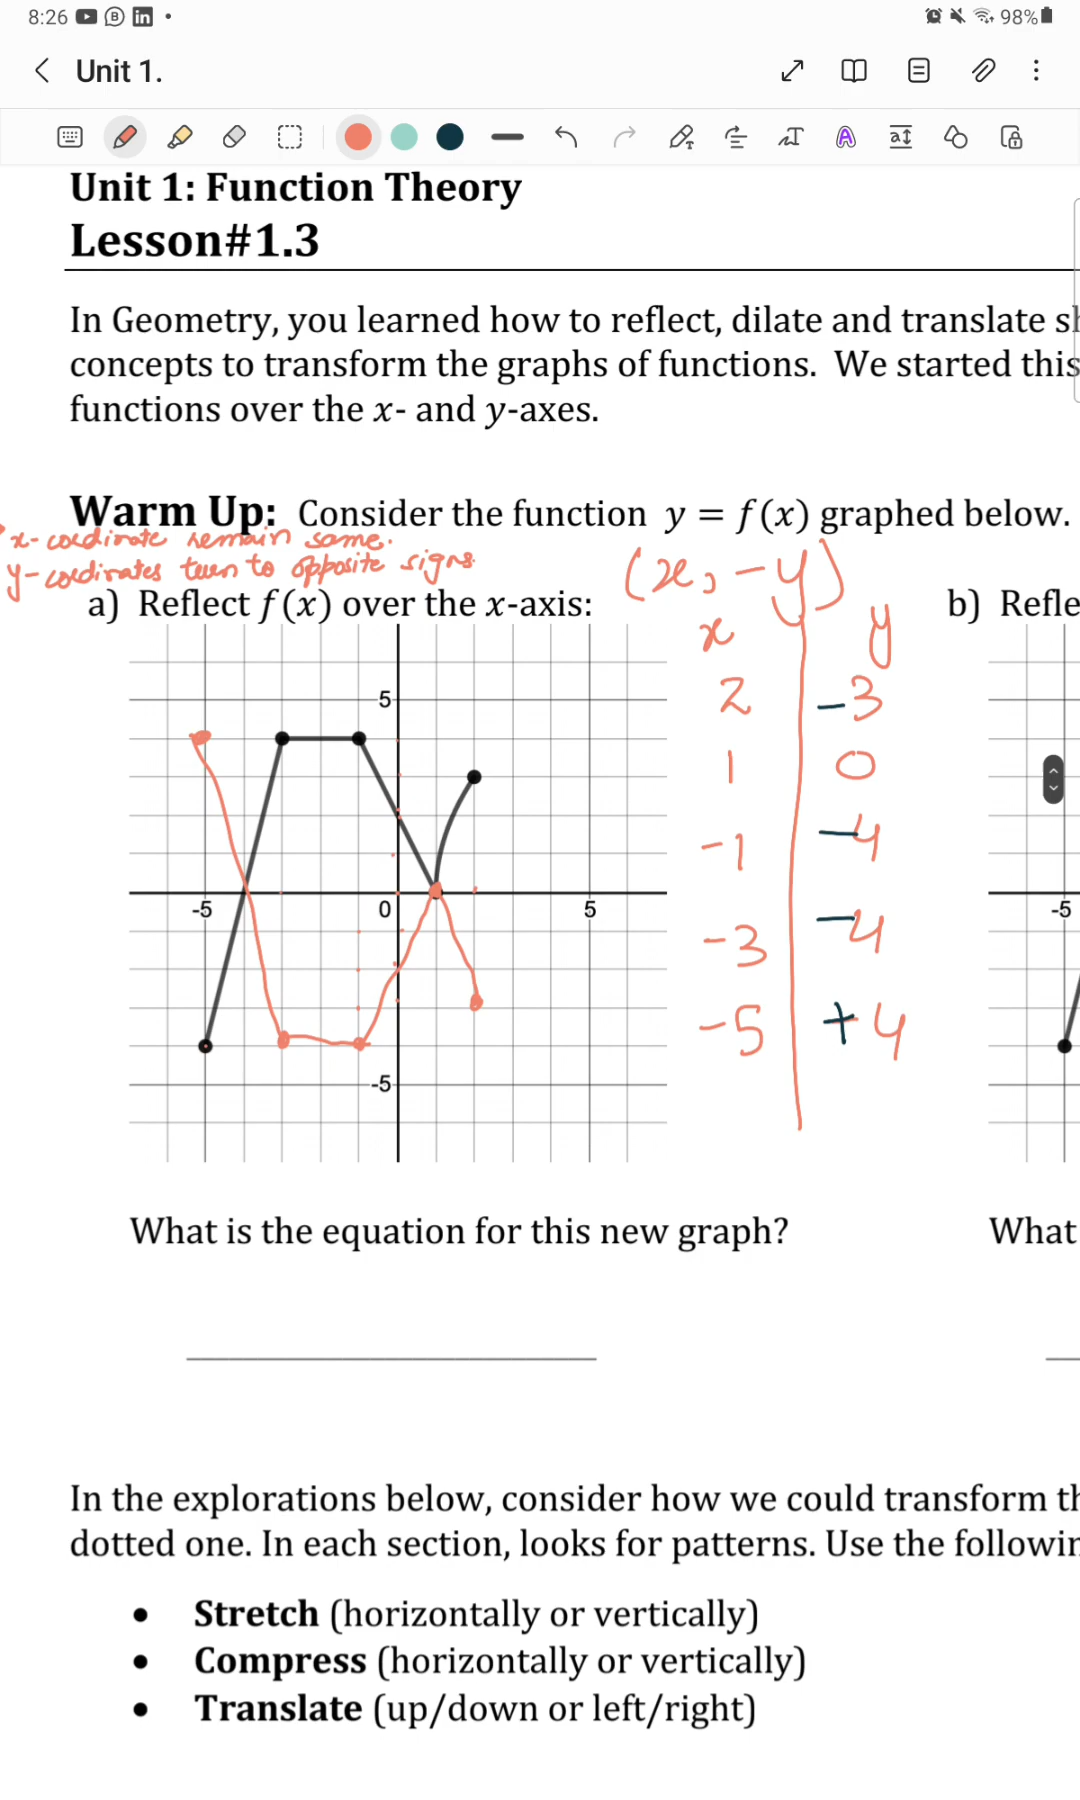 8:26
98%
Unit 1.
Unit 1: Function Theory
Lesson#1.3
In Geometry, you learned how to reflect, dilate and translate sh
concepts to transform the graphs of functions. We started this
functions over the x- and y-axes.
Warm Up: Consider the function y = f(x) graphed below.
x-cordinate remain same.
y-cordinates turn to opposite signs.
(x, -y)
a) Reflect f(x) over the x-axis:
b) Refle
x y
2 -3
1 0
-1 -4
-3 -4
-5 +4
5
-5 0 5
-5
-5
What is the equation for this new graph?
What
In the explorations below, consider how we could transform th
dotted one. In each section, looks for patterns. Use the followin
• Stretch (horizontally or vertically)
• Compress (horizontally or vertically)
• Translate (up/down or left/right)